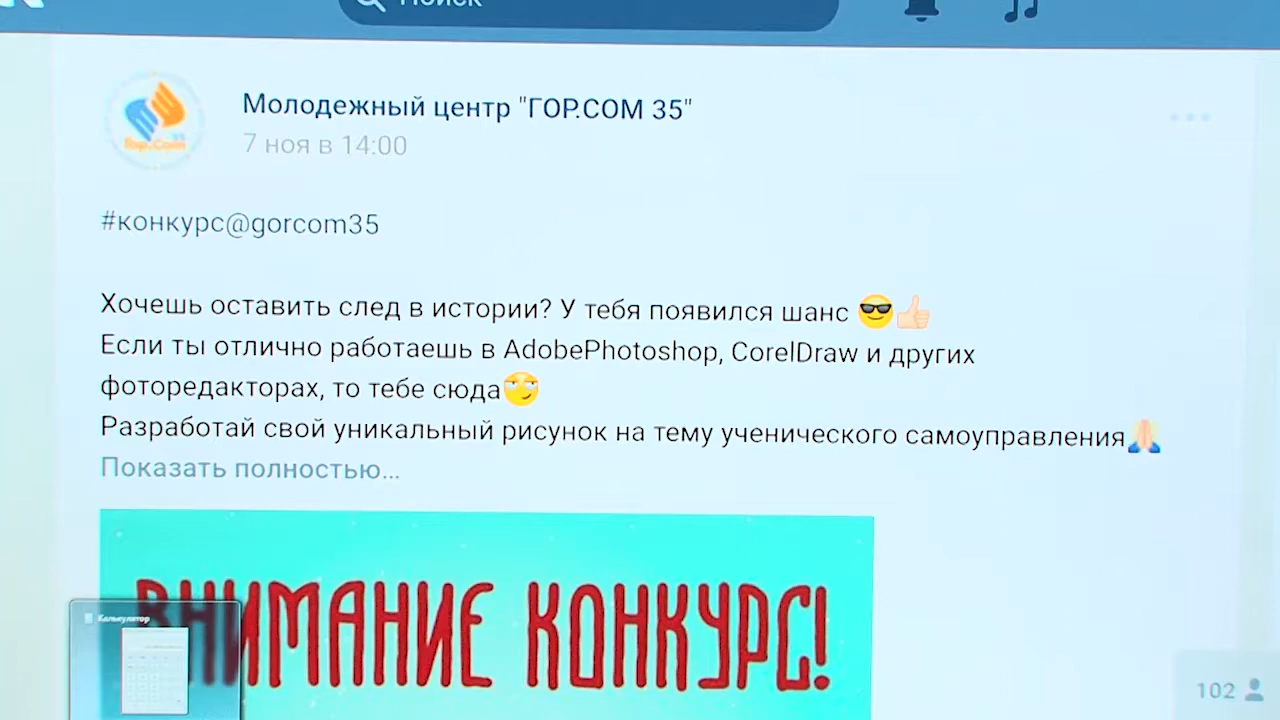 Поиск
Молодежный центр "ГОР.СОМ 35"
7 ноя в 14:00
#конкурс@gorcom35
Хочешь оставить след в истории? У тебя появился шанс 😎👍
Если ты отлично работаешь в AdobePhotoshop, CorelDraw и других
фоторедакторах, то тебе сюда🙄
Разработай свой уникальный рисунок на тему ученического самоуправления🙏
Показать полностью...
ВНИМАНИЕ КОНКУРС!
Калькулятор
102